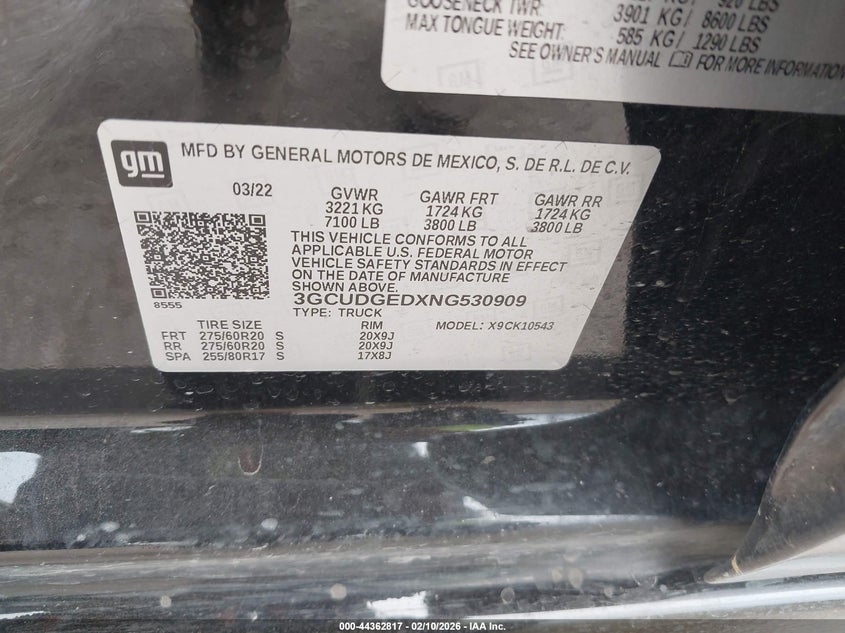 920 LBS
GOOSENECK TWR: 3901 KG / 8600 LBS
MAX TONGUE WEIGHT: 585 KG / 1290 LBS
SEE OWNER'S MANUAL FOR MORE INFORMATION
gm
MFD BY GENERAL MOTORS DE MEXICO, S. DE R.L. DE C.V.
03/22 GVWR GAWR FRT GAWR RR
3221 KG 1724 KG 1724 KG
7100 LB 3800 LB 3800 LB
THIS VEHICLE CONFORMS TO ALL
APPLICABLE U.S. FEDERAL MOTOR
VEHICLE SAFETY STANDARDS IN EFFECT
ON THE DATE OF MANUFACTURE
SHOWN ABOVE.
8555
3GCUDGEDXNG530909
TYPE: TRUCK MODEL: X9CK10543
TIRE SIZE RIM
FRT 275/60R20 S 20X9J
RR 275/60R20 S 20X9J
SPA 255/80R17 S 17X8J
000-44362817 - 02/10/2026 - IAA Inc.